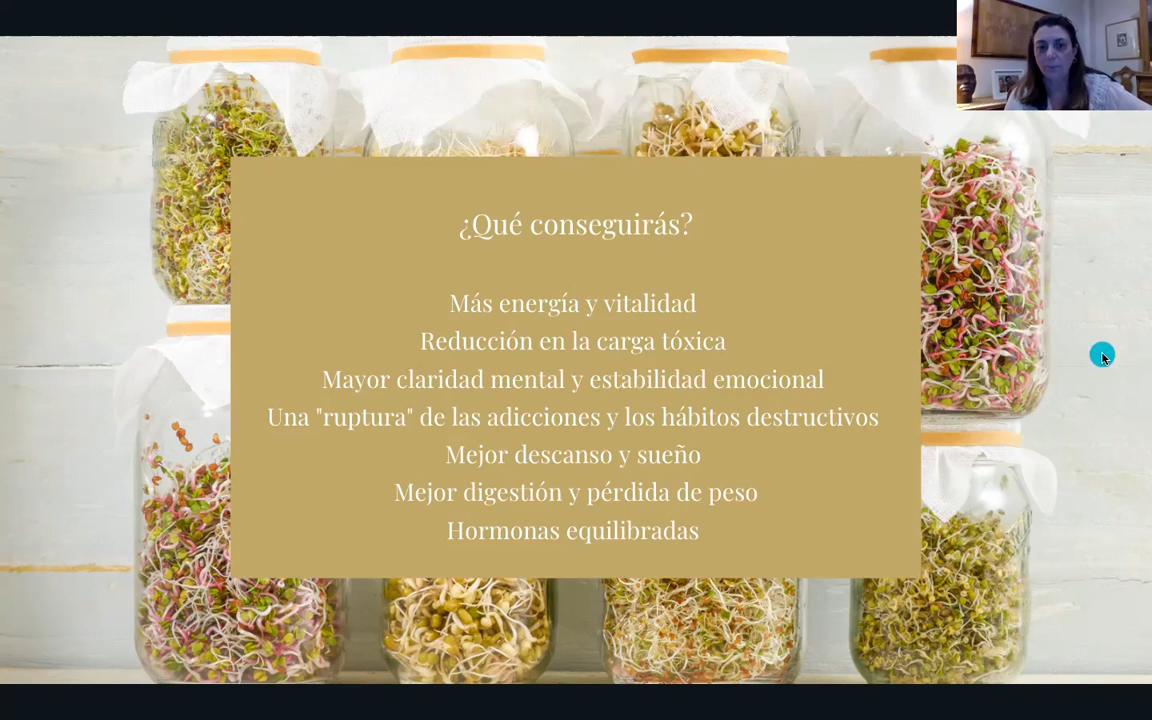 ¿Qué conseguirás?
Más energía y vitalidad
Reducción en la carga tóxica
Mayor claridad mental y estabilidad emocional
Una "ruptura" de las adicciones y los hábitos destructivos
Mejor descanso y sueño
Mejor digestión y pérdida de peso
Hormonas equilibradas